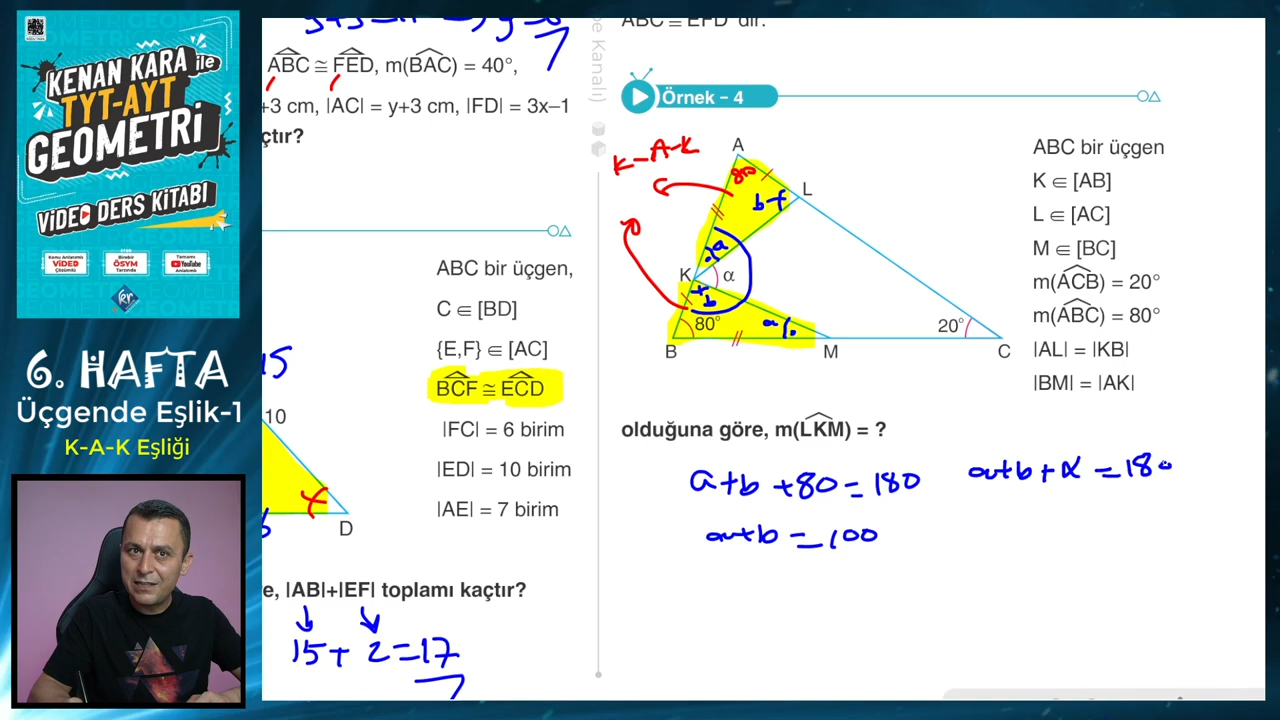 KENAN KARA ile
TYT-AYT
GEOMETRİ
VİDEO DERS KİTABI
6. HAFTA
Üçgende Eşlik-1
K-A-K Eşliği
ABC ≅ FED, m(BAC) = 40°,
+3 cm, |AC| = y+3 cm, |FD| = 3x–1
çtır?
ABC bir üçgen,
C ∈ [BD]
{E,F} ∈ [AC]
BCF ≅ ECD
|FC| = 6 birim
|ED| = 10 birim
|AE| = 7 birim
15
10
D
e, |AB|+|EF| toplamı kaçtır?
15 + 2 = 17
ABC ≅ EFD dir.
Örnek – 4
K-A-K
A
80
L
b
a
K
α
b
80°
a
20°
B
M
C
ABC bir üçgen
K ∈ [AB]
L ∈ [AC]
M ∈ [BC]
m(ACB) = 20°
m(ABC) = 80°
|AL| = |KB|
|BM| = |AK|
olduğuna göre, m(LKM) = ?
a+b +80 = 180
a+b + α = 180
a+b = 100